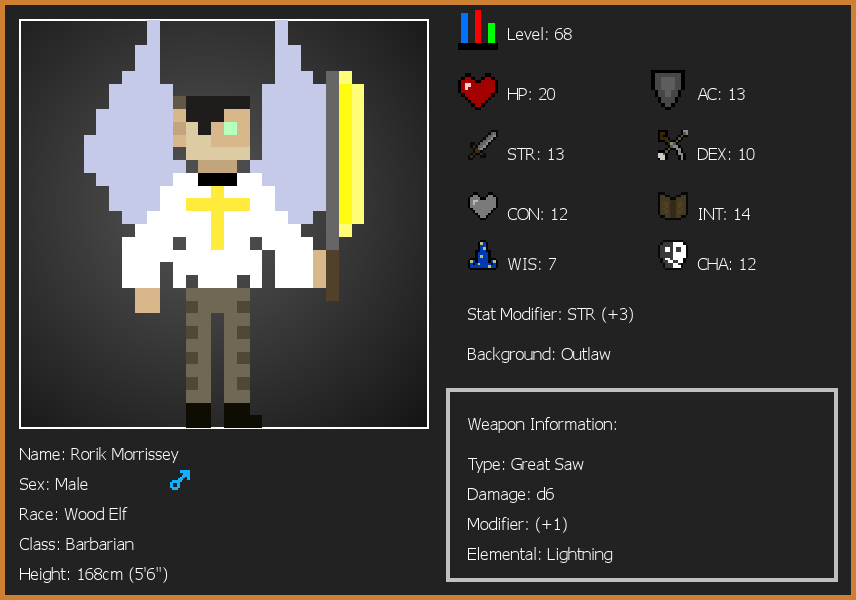 Level: 68
HP: 20
AC: 13
STR: 13
DEX: 10
CON: 12
INT: 14
WIS: 7
CHA: 12
Stat Modifier: STR (+3)
Background: Outlaw
Weapon Information:
Type: Great Saw
Damage: d6
Modifier: (+1)
Elemental: Lightning
Name: Rorik Morrissey
Sex: Male
Race: Wood Elf
Class: Barbarian
Height: 168cm (5'6")